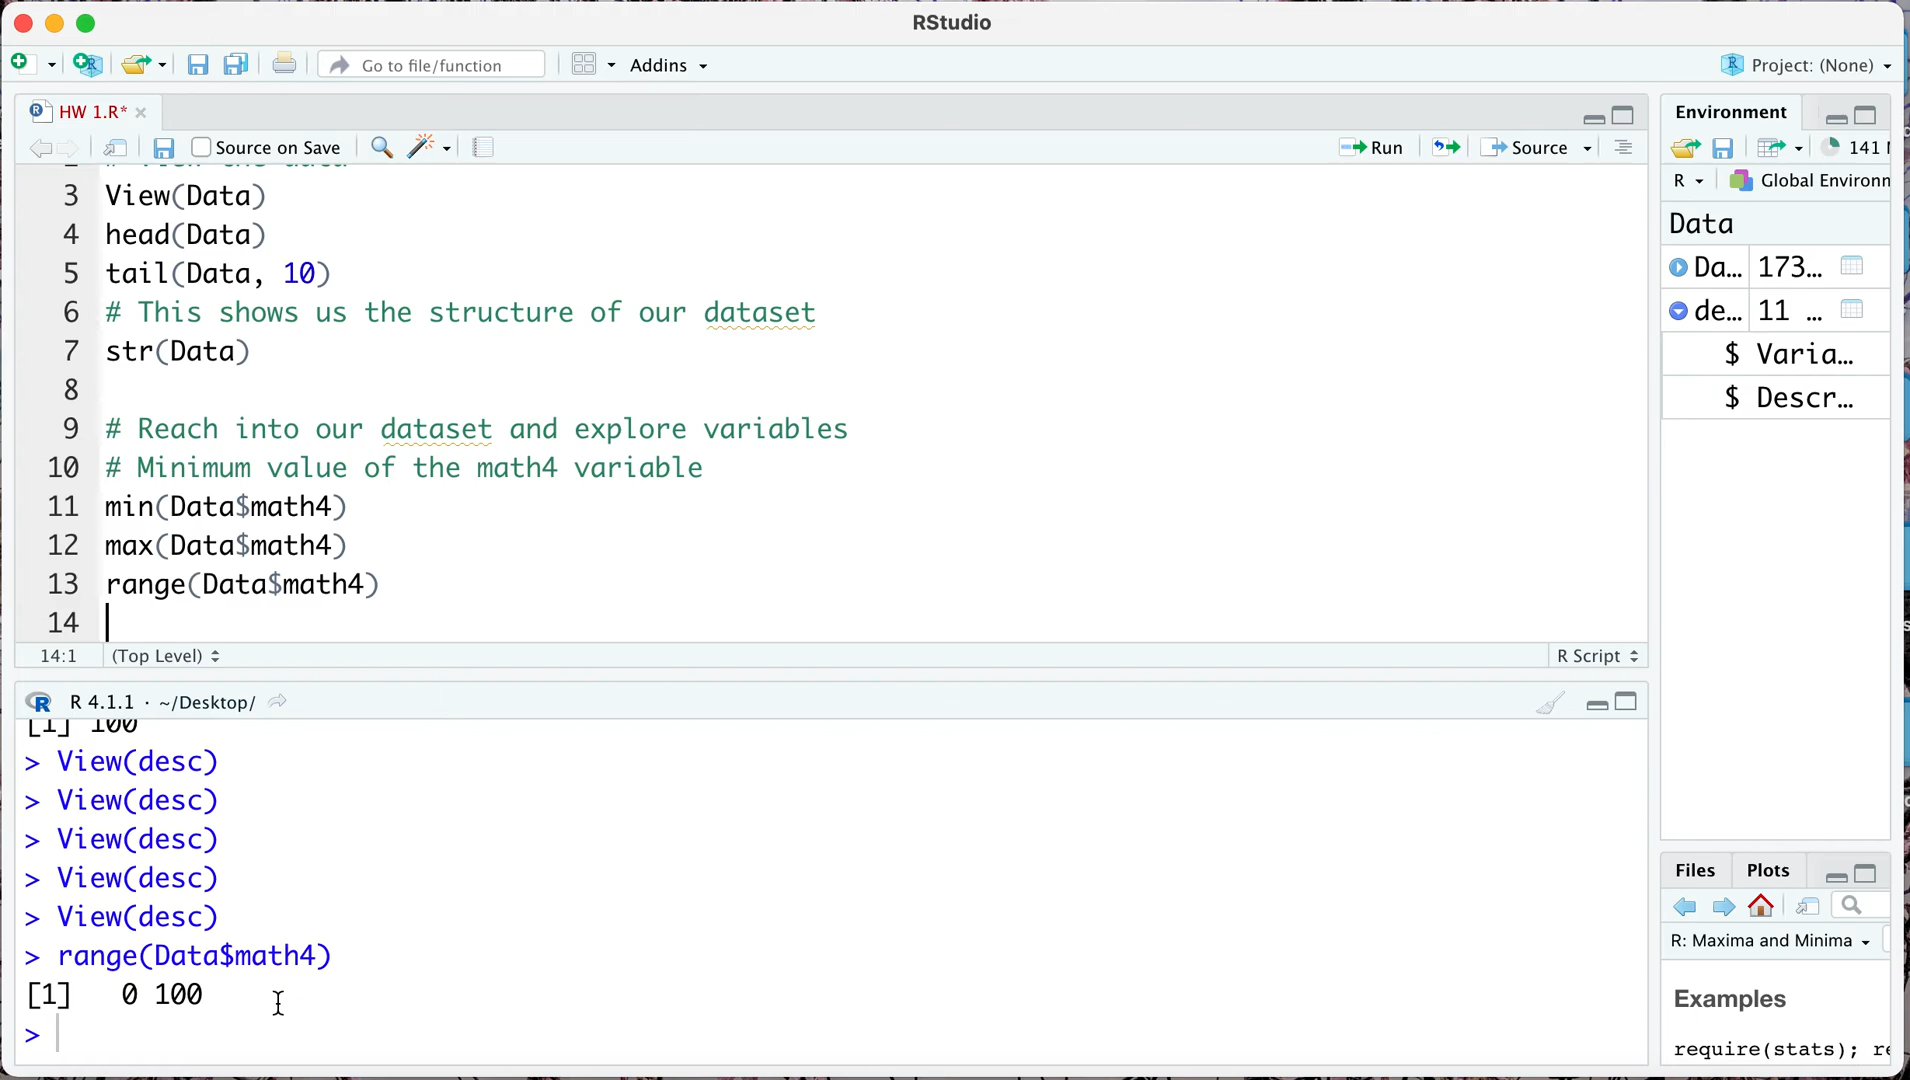 RStudio
Go to file/function
Addins
Project: (None)
HW 1.R*
Source on Save
Run
Source
3 View(Data)
4 head(Data)
5 tail(Data, 10)
6 # This shows us the structure of our dataset
7 str(Data)
8
9 # Reach into our dataset and explore variables
10 # Minimum value of the math4 variable
11 min(Data$math4)
12 max(Data$math4)
13 range(Data$math4)
14
14:1 (Top Level)
R Script
R 4.1.1 · ~/Desktop/
[1] 100
> View(desc)
> View(desc)
> View(desc)
> View(desc)
> View(desc)
> range(Data$math4)
[1]   0 100
>
Environment
141
R
Global Environn
Data
Da... 173...
de... 11 ...
$ Varia...
$ Descr...
Files Plots
R: Maxima and Minima
Examples
require(stats);